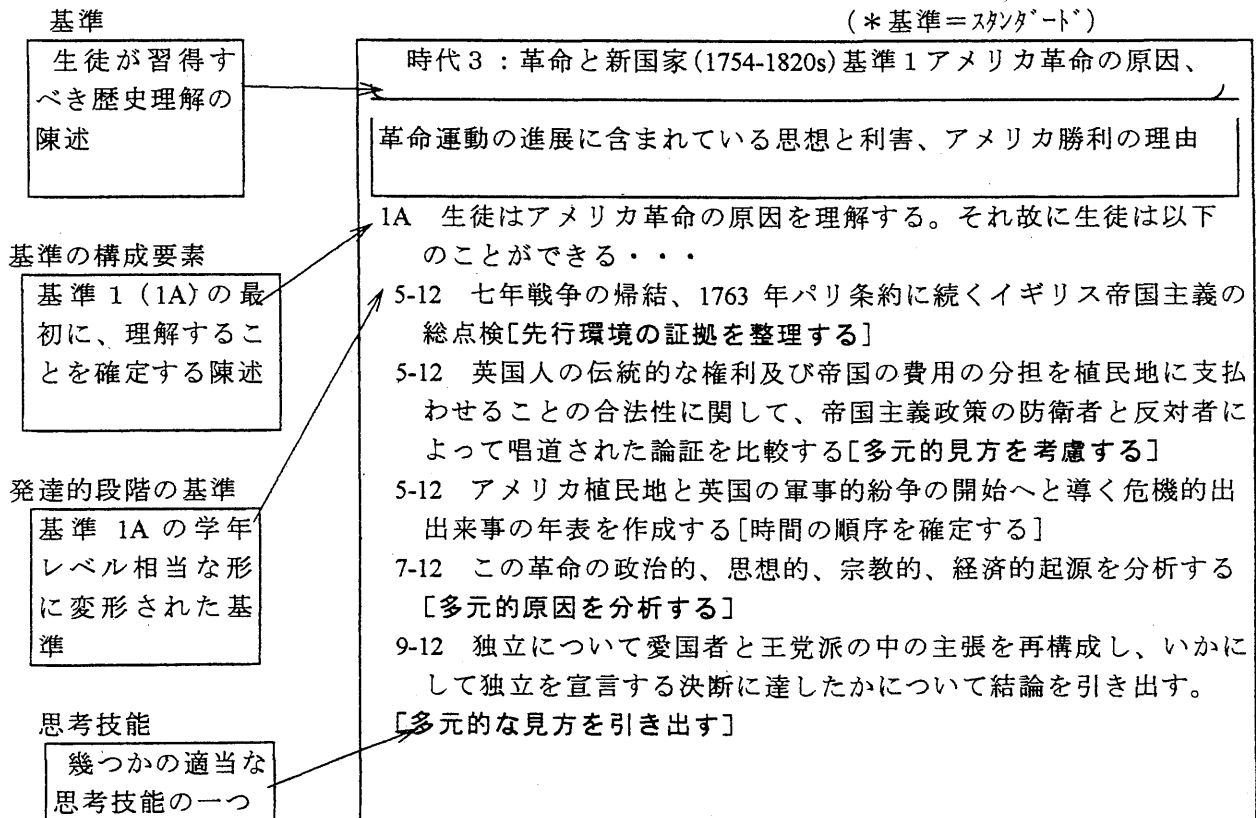 基準
(＊基準＝ｽﾀﾝﾀﾞｰﾄﾞ)
生徒が習得す
べき歴史理解の
陳述
時代３：革命と新国家(1754-1820s)基準１アメリカ革命の原因、
革命運動の進展に含まれている思想と利害、アメリカ勝利の理由
1A 生徒はアメリカ革命の原因を理解する。それ故に生徒は以下
のことができる・・・
基準の構成要素
基準１(1A)の最
初に、理解するこ
とを確定する陳述
5-12 七年戦争の帰結、1763 年パリ条約に続くイギリス帝国主義の
総点検[先行環境の証拠を整理する]
5-12 英国人の伝統的な権利及び帝国の費用の分担を植民地に支払
わせることの合法性に関して、帝国主義政策の防衛者と反対者に
よって唱道された論証を比較する[多元的見方を考慮する]
発達的段階の基準
基準 1A の学年
レベル相当な形
に変形された基
準
5-12 アメリカ植民地と英国の軍事的紛争の開始へと導く危機的出
出来事の年表を作成する[時間の順序を確定する]
7-12 この革命の政治的、思想的、宗教的、経済的起源を分析する
[多元的原因を分析する]
9-12 独立について愛国者と王党派の中の主張を再構成し、いかに
して独立を宣言する決断に達したかについて結論を引き出す。
[多元的な見方を引き出す]
思考技能
幾つかの適当な
思考技能の一つ